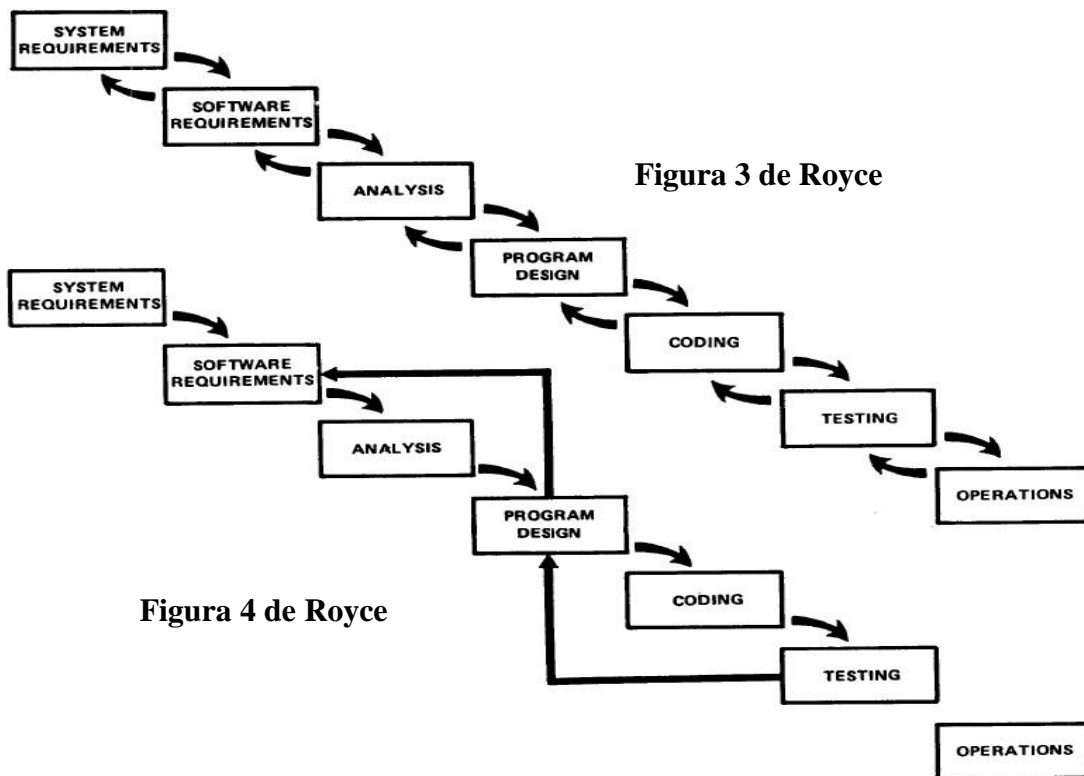 SYSTEM
REQUIREMENTS
SOFTWARE
REQUIREMENTS
ANALYSIS
Figura 3 de Royce
PROGRAM
DESIGN
CODING
TESTING
OPERATIONS
SYSTEM
REQUIREMENTS
SOFTWARE
REQUIREMENTS
ANALYSIS
PROGRAM
DESIGN
Figura 4 de Royce
CODING
TESTING
OPERATIONS